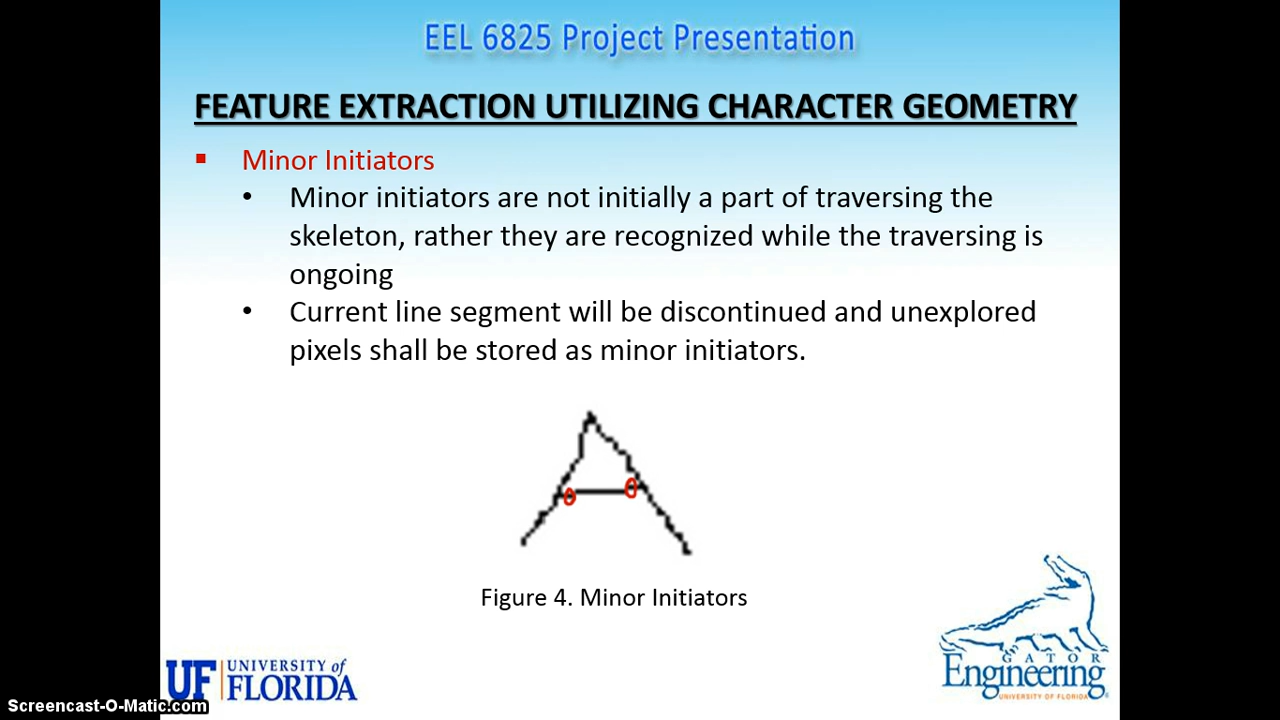 EEL 6825 Project Presentation
FEATURE EXTRACTION UTILIZING CHARACTER GEOMETRY
▪ Minor Initiators
• Minor initiators are not initially a part of traversing the
skeleton, rather they are recognized while the traversing is
ongoing
• Current line segment will be discontinued and unexplored
pixels shall be stored as minor initiators.
Figure 4. Minor Initiators
UF UNIVERSITY of
FLORIDA
GATOR
Engineering
UNIVERSITY OF FLORIDA
Screencast-O-Matic.com